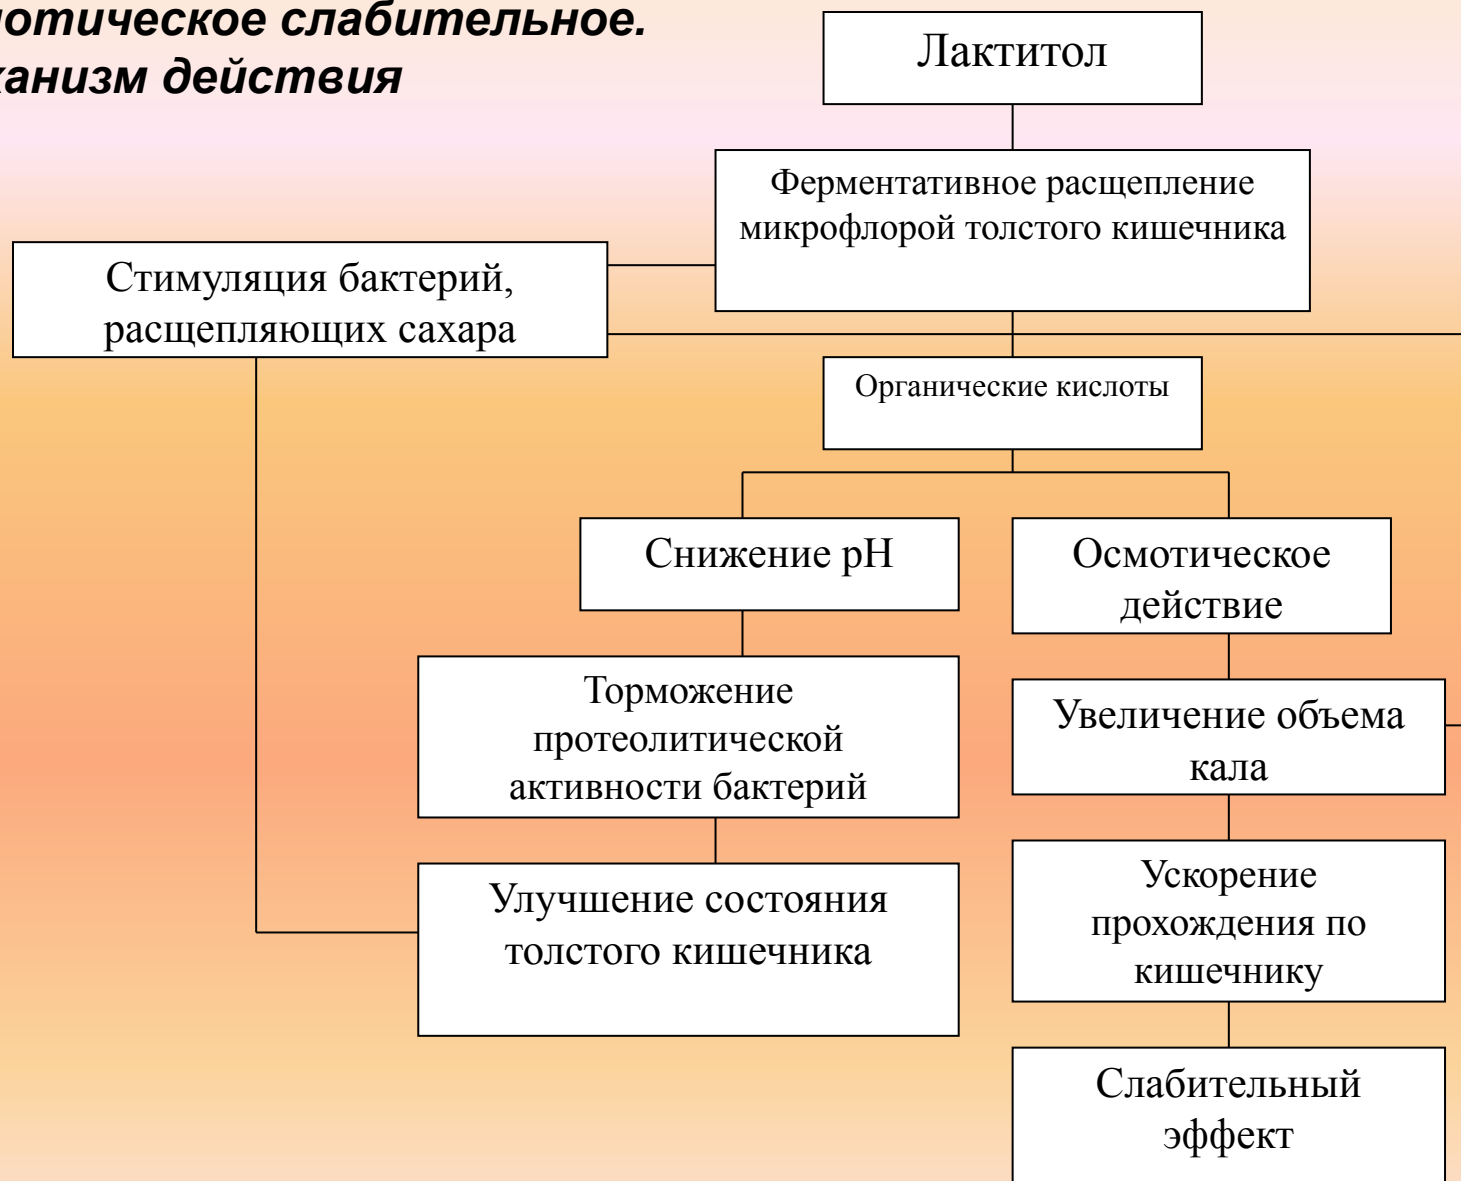 мотическое слабительное.
ханизм действия
Лактитол
Ферментативное расщепление
микрофлорой толстого кишечника
Стимуляция бактерий,
расщепляющих сахара
Органические кислоты
Снижение pH
Осмотическое
действие
Торможение
протеолитической
активности бактерий
Увеличение объема
кала
Улучшение состояния
толстого кишечника
Ускорение
прохождения по
кишечнику
Слабительный
эффект